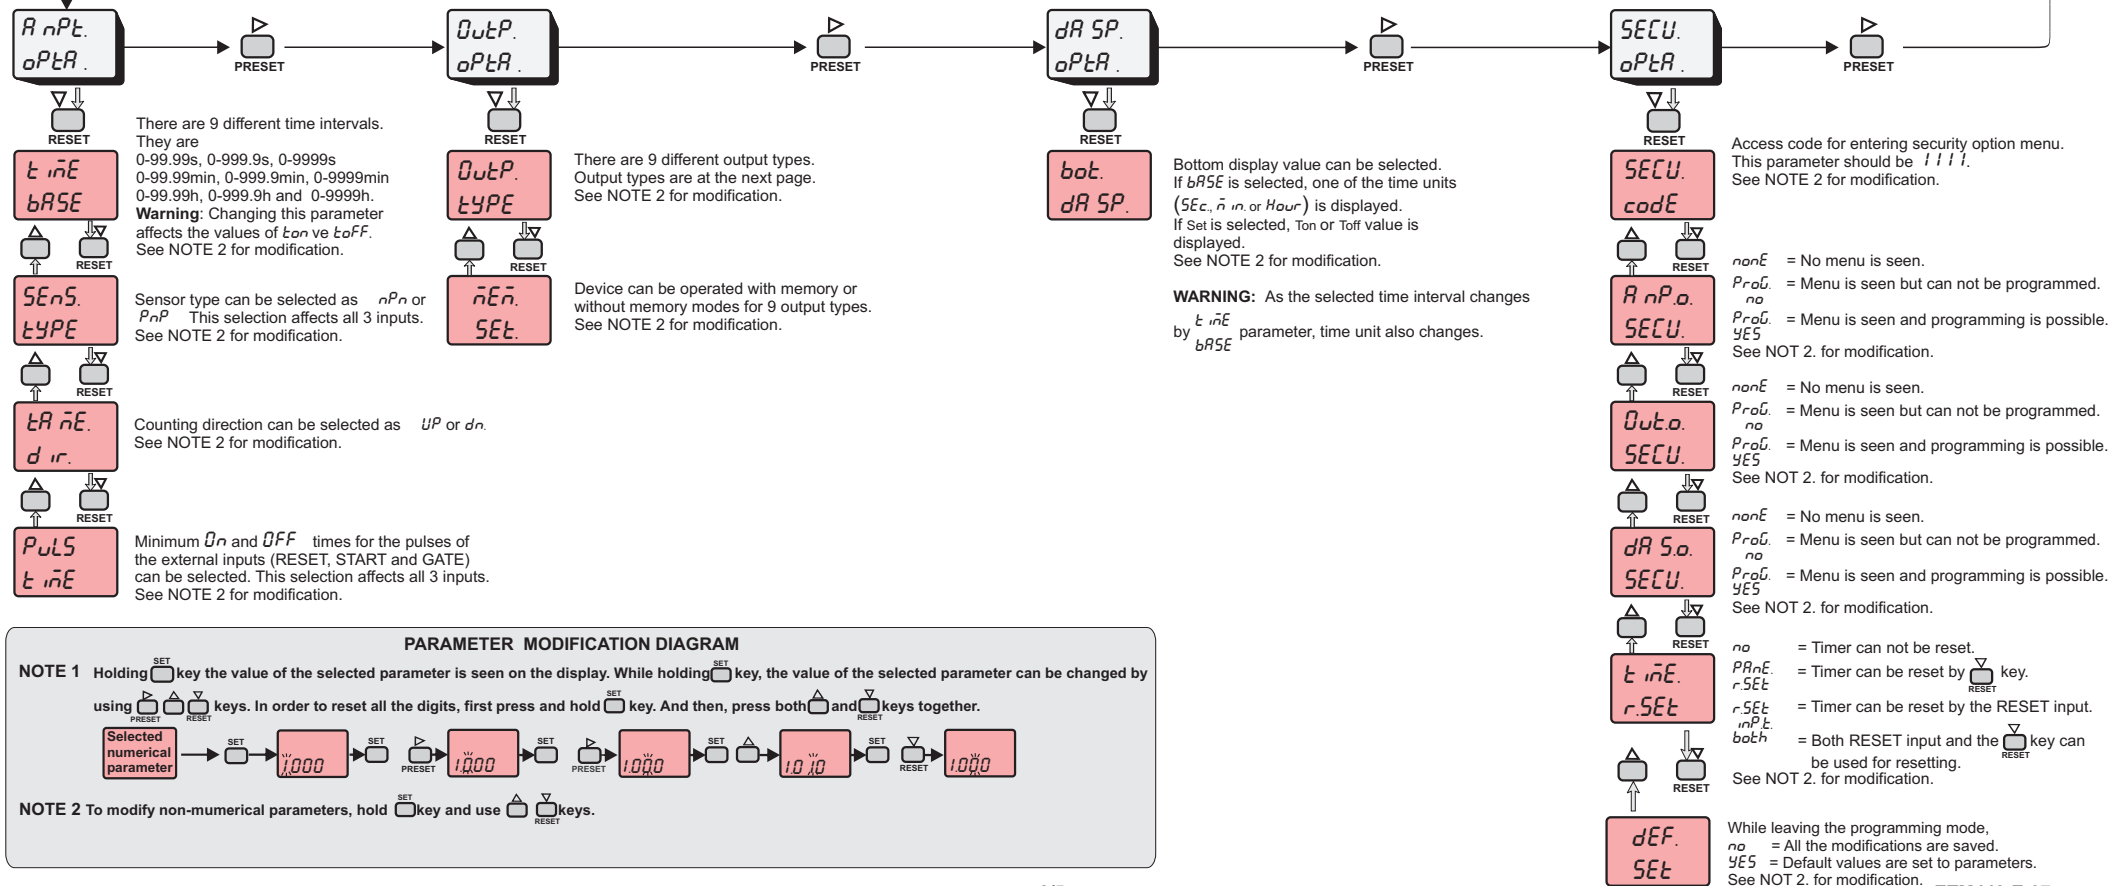 A inPt.
oPtA.
PRESET
RESET
There are 9 different time intervals.
They are
0-99.99s, 0-999.9s, 0-9999s
0-99.99min, 0-999.9min, 0-9999min
0-99.99h, 0-999.9h and 0-9999h.
Warning: Changing this parameter
affects the values of ton ve toFF.
See NOTE 2 for modification.
timE
bASE
RESET
SEnS.
tYPE
Sensor type can be selected as nPn or
PnP This selection affects all 3 inputs.
See NOTE 2 for modification.
RESET
tA mE.
dir.
Counting direction can be selected as UP or dn.
See NOTE 2 for modification.
RESET
PuLS
timE
Minimum On and OFF times for the pulses of
the external inputs (RESET, START and GATE)
can be selected. This selection affects all 3 inputs.
See NOTE 2 for modification.
OutP.
oPtA.
PRESET
RESET
OutP.
tYPE
There are 9 different output types.
Output types are at the next page.
See NOTE 2 for modification.
RESET
mEm.
SEt.
Device can be operated with memory or
without memory modes for 9 output types.
See NOTE 2 for modification.
dA SP.
oPtA.
PRESET
RESET
bot.
dA SP.
Bottom display value can be selected.
If bASE is selected, one of the time units
(SEc., min. or Hour) is displayed.
If Set is selected, Ton or Toff value is
displayed.
See NOTE 2 for modification.
WARNING: As the selected time interval changes
by timE bASE parameter, time unit also changes.
SECU.
oPtA.
PRESET
RESET
SECU.
codE
Access code for entering security option menu.
This parameter should be 1111.
See NOTE 2 for modification.
RESET
A nP.o.
SECU.
nonE = No menu is seen.
ProG. no = Menu is seen but can not be programmed.
ProG. YES = Menu is seen and programming is possible.
See NOT 2. for modification.
RESET
Out.o.
SECU.
nonE = No menu is seen.
ProG. no = Menu is seen but can not be programmed.
ProG. YES = Menu is seen and programming is possible.
See NOT 2. for modification.
RESET
dA S.o.
SECU.
nonE = No menu is seen.
ProG. no = Menu is seen but can not be programmed.
ProG. YES = Menu is seen and programming is possible.
See NOT 2. for modification.
RESET
timE.
r.SEt
no = Timer can not be reset.
PAnE. r.SEt = Timer can be reset by RESET key.
r.SEt inP.t. = Timer can be reset by the RESET input.
both = Both RESET input and the RESET key can
be used for resetting.
See NOT 2. for modification.
RESET
dEF.
SEt
While leaving the programming mode,
no = All the modifications are saved.
YES = Default values are set to parameters.
See NOT 2. for modification.
PARAMETER MODIFICATION DIAGRAM
NOTE 1 Holding SET key the value of the selected parameter is seen on the display. While holding SET key, the value of the selected parameter can be changed by
using PRESET RESET keys. In order to reset all the digits, first press and hold SET key. And then, press both and RESET keys together.
Selected
numerical
parameter
SET 1.000 SET PRESET 1.000 SET PRESET 1.000 SET 1.010 SET RESET 1.000
NOTE 2 To modify non-mumerical parameters, hold SET key and use RESET keys.